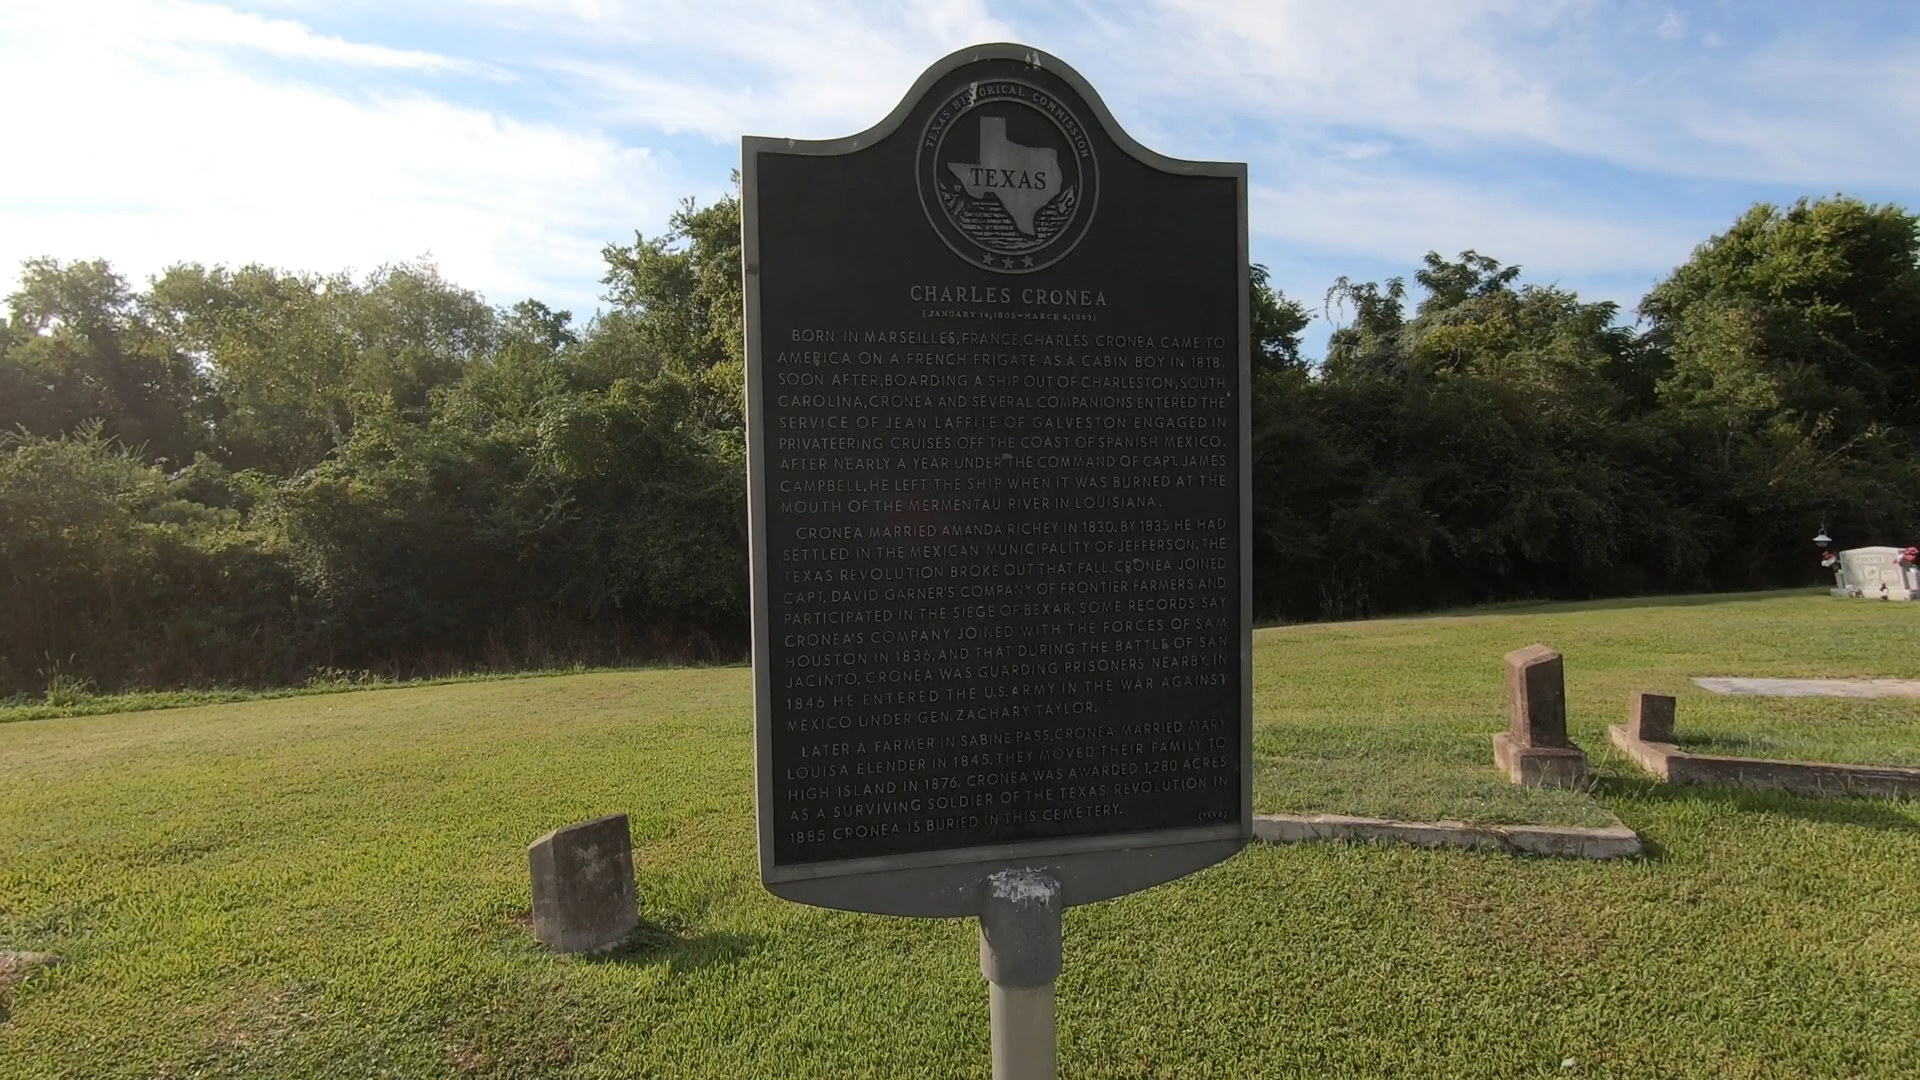 TEXAS HISTORICAL COMMISSION
TEXAS
CHARLES CRONEA
(JANUARY 14, 1805-MARCH 4, 1893)
BORN IN MARSEILLES, FRANCE, CHARLES CRONEA CAME TO
AMERICA ON A FRENCH FRIGATE AS A CABIN BOY IN 1818.
SOON AFTER, BOARDING A SHIP OUT OF CHARLESTON, SOUTH
CAROLINA, CRONEA AND SEVERAL COMPANIONS ENTERED THE
SERVICE OF JEAN LAFFITE OF GALVESTON ENGAGED IN
PRIVATEERING CRUISES OFF THE COAST OF SPANISH MEXICO.
AFTER NEARLY A YEAR UNDER THE COMMAND OF CAPT. JAMES
CAMPBELL, HE LEFT THE SHIP WHEN IT WAS BURNED AT THE
MOUTH OF THE MERMENTAU RIVER IN LOUISIANA.
CRONEA MARRIED AMANDA RICHEY IN 1830. BY 1835 HE HAD
SETTLED IN THE MEXICAN MUNICIPALITY OF JEFFERSON. THE
TEXAS REVOLUTION BROKE OUT THAT FALL. CRONEA JOINED
CAPT. DAVID GARNER'S COMPANY OF FRONTIER FARMERS AND
PARTICIPATED IN THE SIEGE OF BEXAR. SOME RECORDS SAY
CRONEA'S COMPANY JOINED WITH THE FORCES OF SAM
HOUSTON IN 1836, AND THAT DURING THE BATTLE OF SAN
JACINTO, CRONEA WAS GUARDING PRISONERS NEARBY. IN
1846 HE ENTERED THE U.S. ARMY IN THE WAR AGAINST
MEXICO UNDER GEN. ZACHARY TAYLOR.
LATER A FARMER IN SABINE PASS, CRONEA MARRIED MARY
LOUISA ELENDER IN 1845. THEY MOVED THEIR FAMILY TO
HIGH ISLAND IN 1876. CRONEA WAS AWARDED 1,280 ACRES
AS A SURVIVING SOLDIER OF THE TEXAS REVOLUTION IN
1885. CRONEA IS BURIED IN THIS CEMETERY.